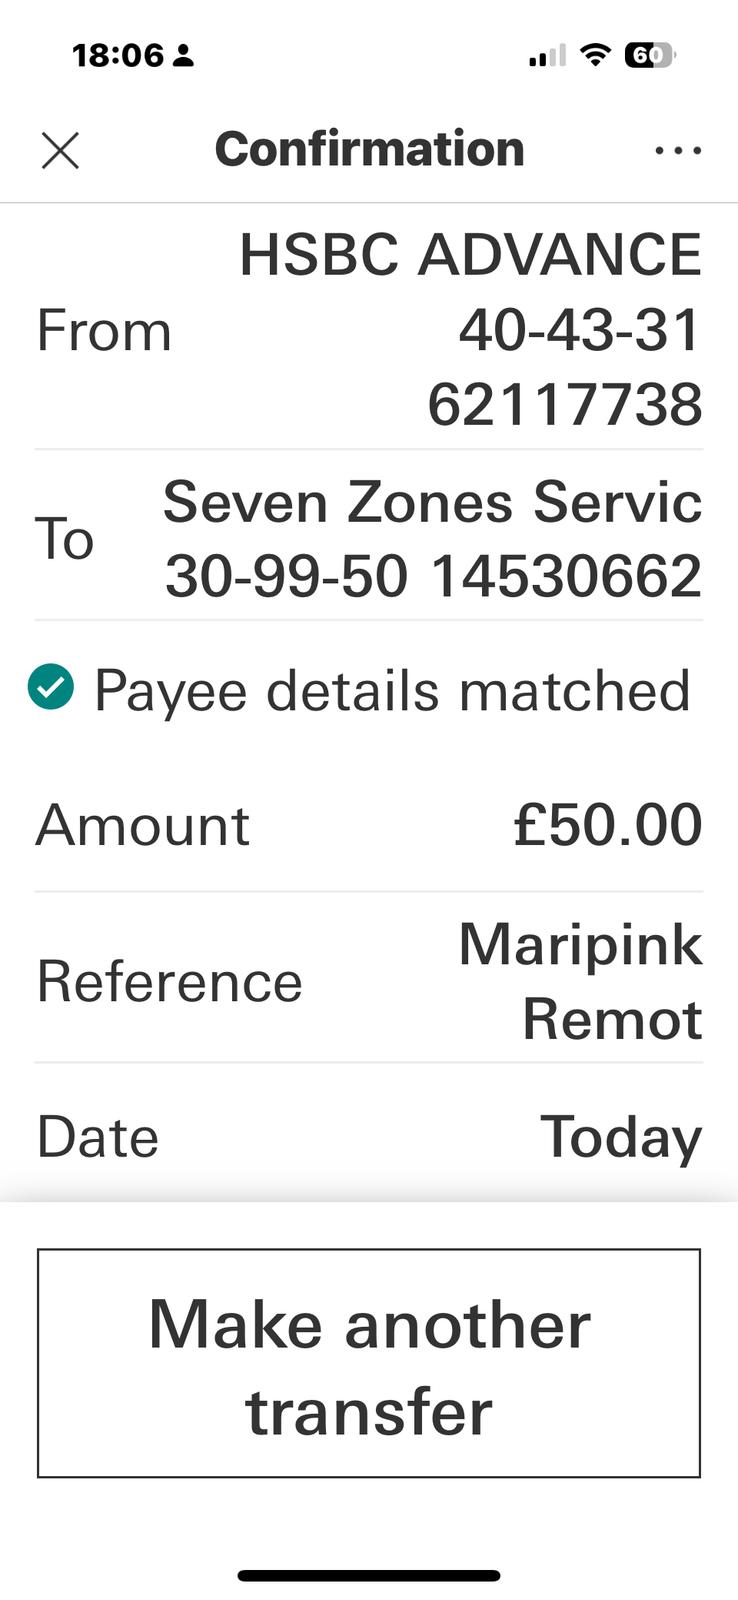 18:06
60
Confirmation
HSBC ADVANCE
From
40-43-31
62117738
To
Seven Zones Servic
30-99-50 14530662
Payee details matched
Amount
£50.00
Reference
Maripink
Remot
Date
Today
Make another
transfer